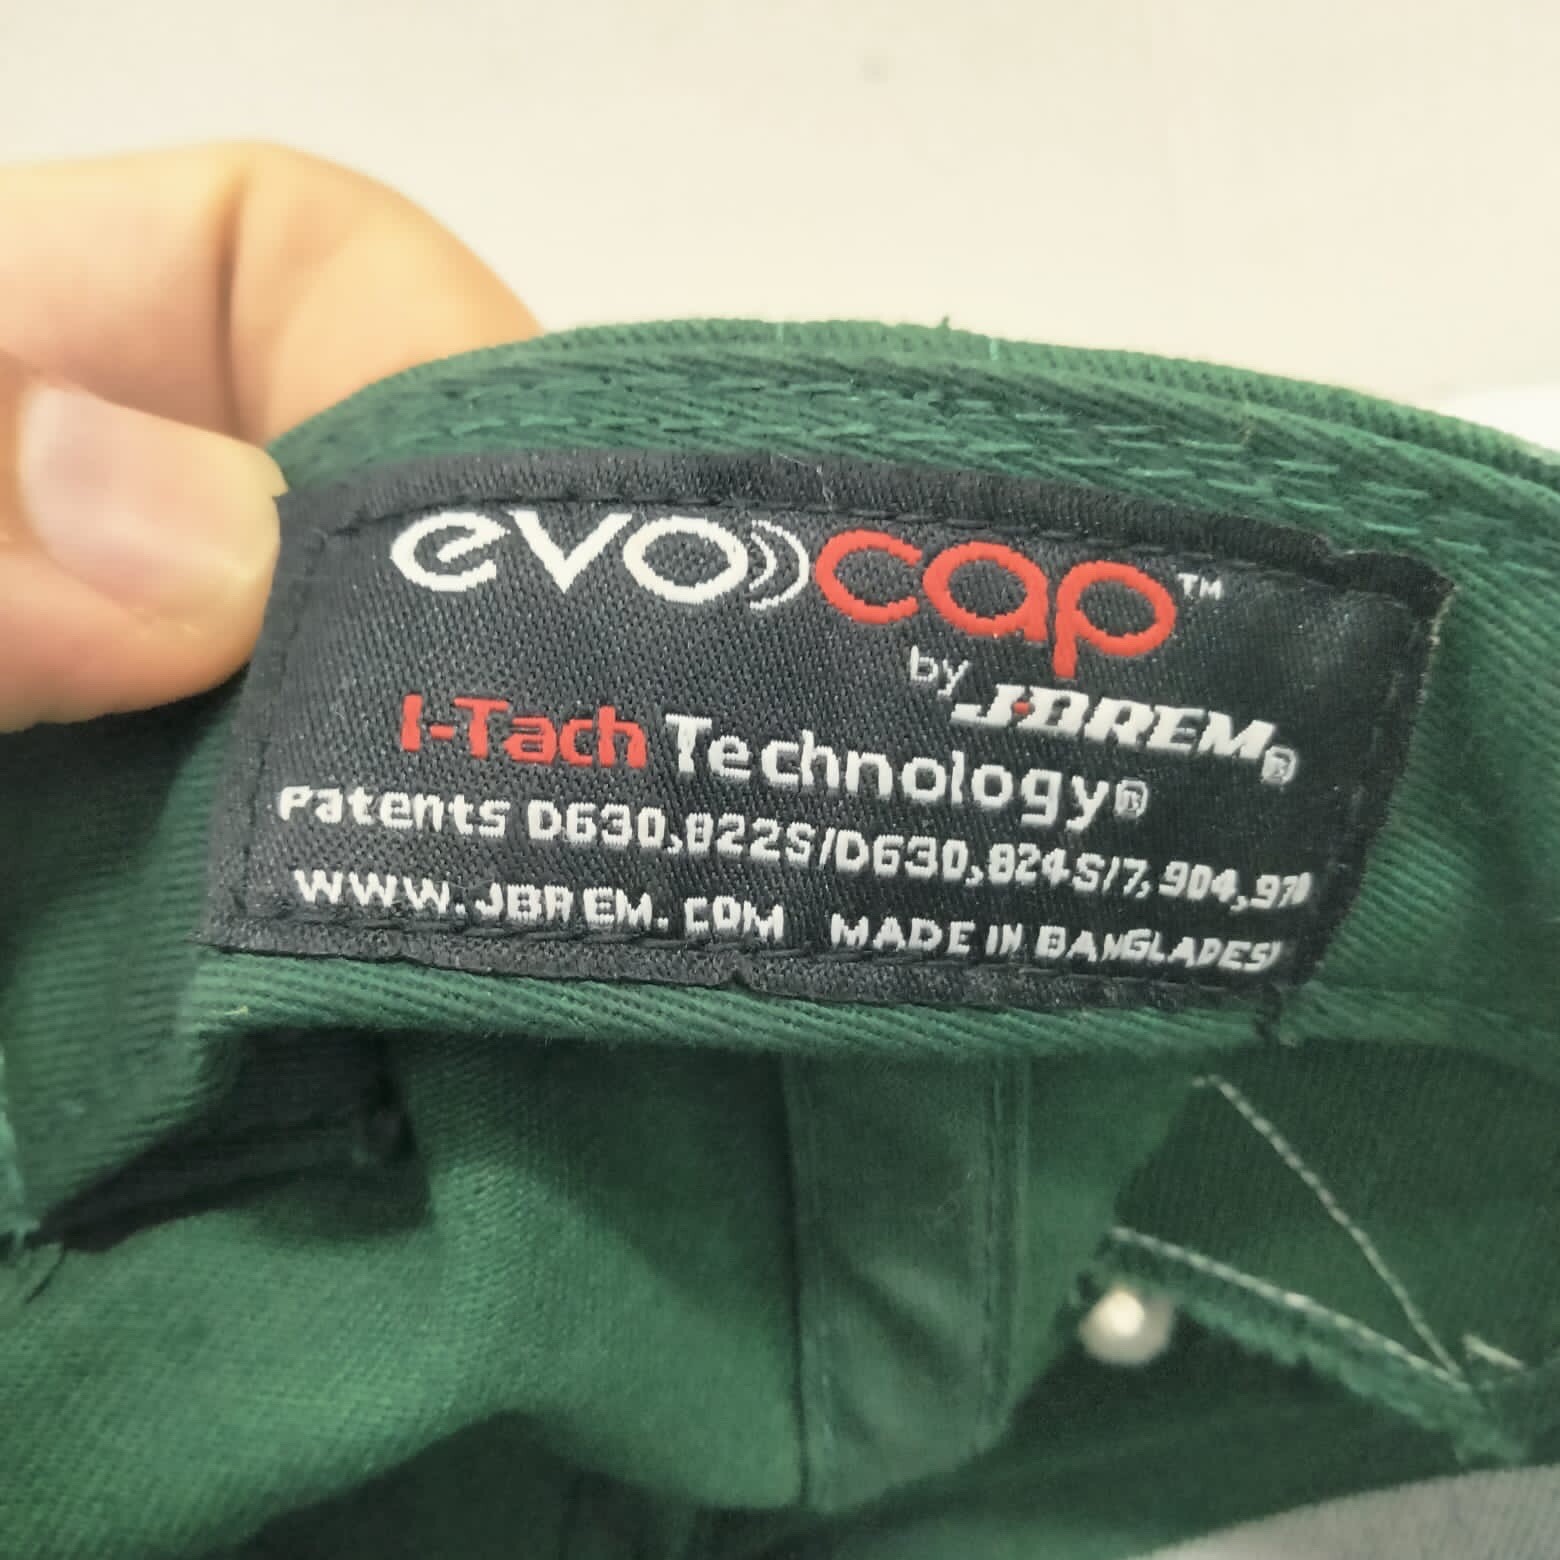 evo cap™
by J·BREM®
I-Tach Technology®
Patents D630,822S/D630,824S/7,904,970
WWW.JBREM.COM MADE IN BANGLADESH